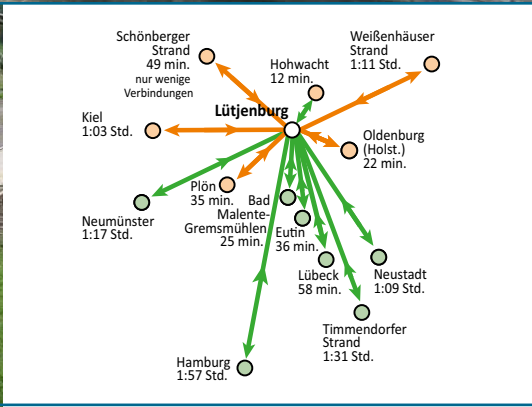 Schönberger
Strand
49 min.
nur wenige
Verbindungen
Weißenhäuser
Strand
1:11 Std.
Hohwacht
12 min.
Lütjenburg
Kiel
1:03 Std.
Oldenburg
(Holst.)
22 min.
Plön
35 min.
Bad
Malente-
Gremsmühlen
25 min.
Neumünster
1:17 Std.
Eutin
36 min.
Lübeck
58 min.
Neustadt
1:09 Std.
Timmendorfer
Strand
1:31 Std.
Hamburg
1:57 Std.